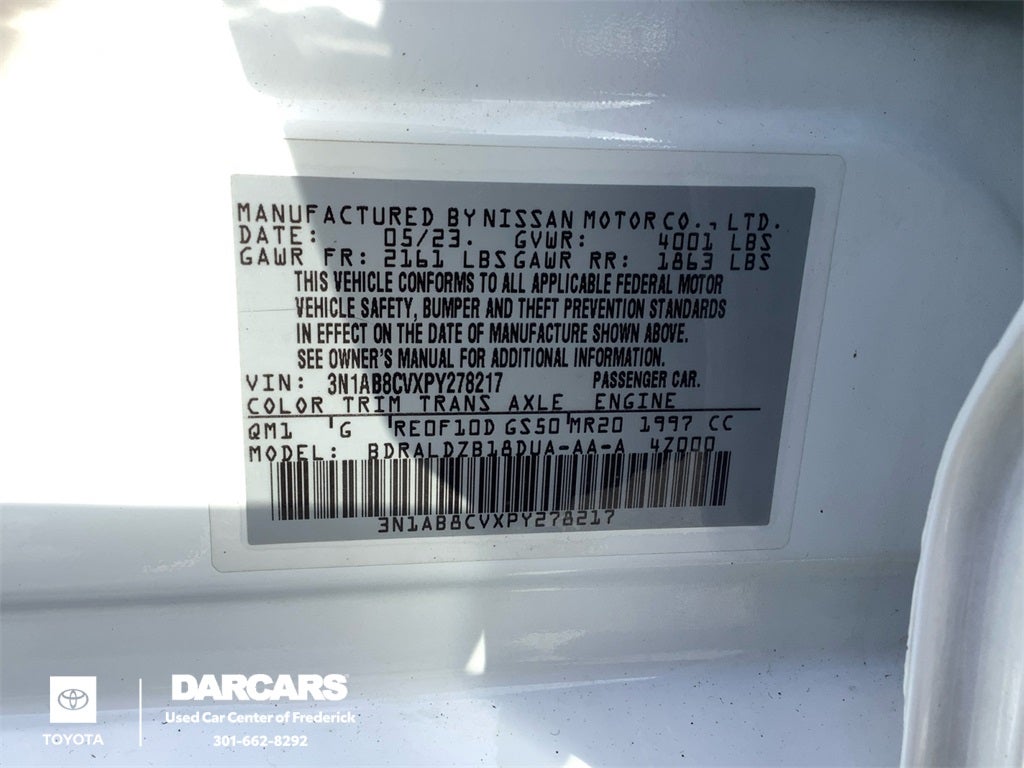 MANUFACTURED BY NISSAN MOTOR CO., LTD.
DATE: 05/23. GVWR: 4001 LBS
GAWR FR: 2161 LBS GAWR RR: 1863 LBS
THIS VEHICLE CONFORMS TO ALL APPLICABLE FEDERAL MOTOR
VEHICLE SAFETY, BUMPER AND THEFT PREVENTION STANDARDS
IN EFFECT ON THE DATE OF MANUFACTURE SHOWN ABOVE.
SEE OWNER'S MANUAL FOR ADDITIONAL INFORMATION.
VIN: 3N1AB8CVXPY278217 PASSENGER CAR.
COLOR TRIM TRANS AXLE ENGINE
QM1 'G 'RE0F10D GS50'MR20 1997 CC
MODEL: BDRALDZB18DUA-AA-A 4Z000
3N1AB8CVXPY278217
TOYOTA
DARCARS
Used Car Center of Frederick
301-662-8292